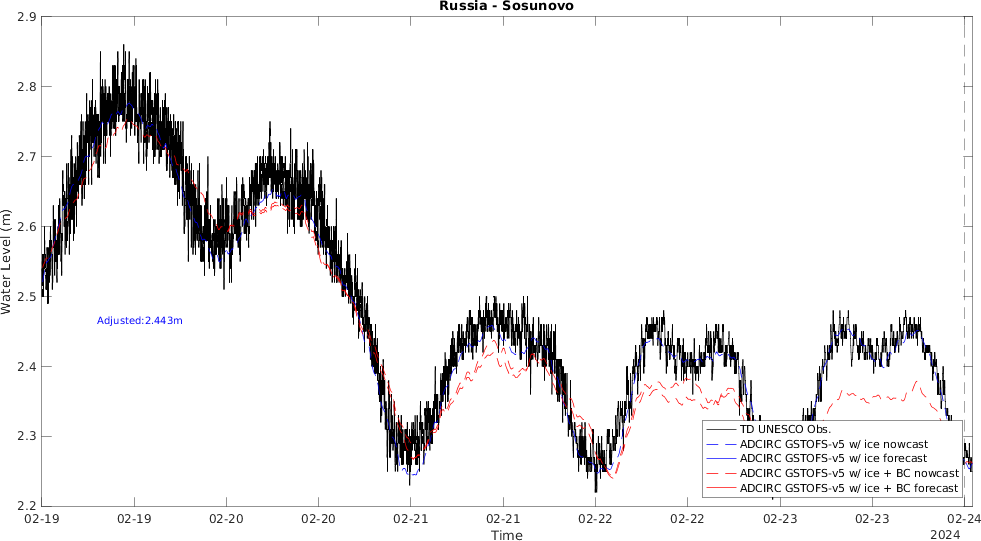 Russia - Sosunovo
2.9
2.8
2.7
2.6
2.5
2.4
2.3
2.2
Water Level (m)
Adjusted:2.443m
TD UNESCO Obs.
ADCIRC GSTOFS-v5 w/ ice nowcast
ADCIRC GSTOFS-v5 w/ ice forecast
ADCIRC GSTOFS-v5 w/ ice + BC nowcast
ADCIRC GSTOFS-v5 w/ ice + BC forecast
02-19 02-19 02-20 02-20 02-21 02-21 02-22 02-22 02-23 02-23 02-24
2024
Time